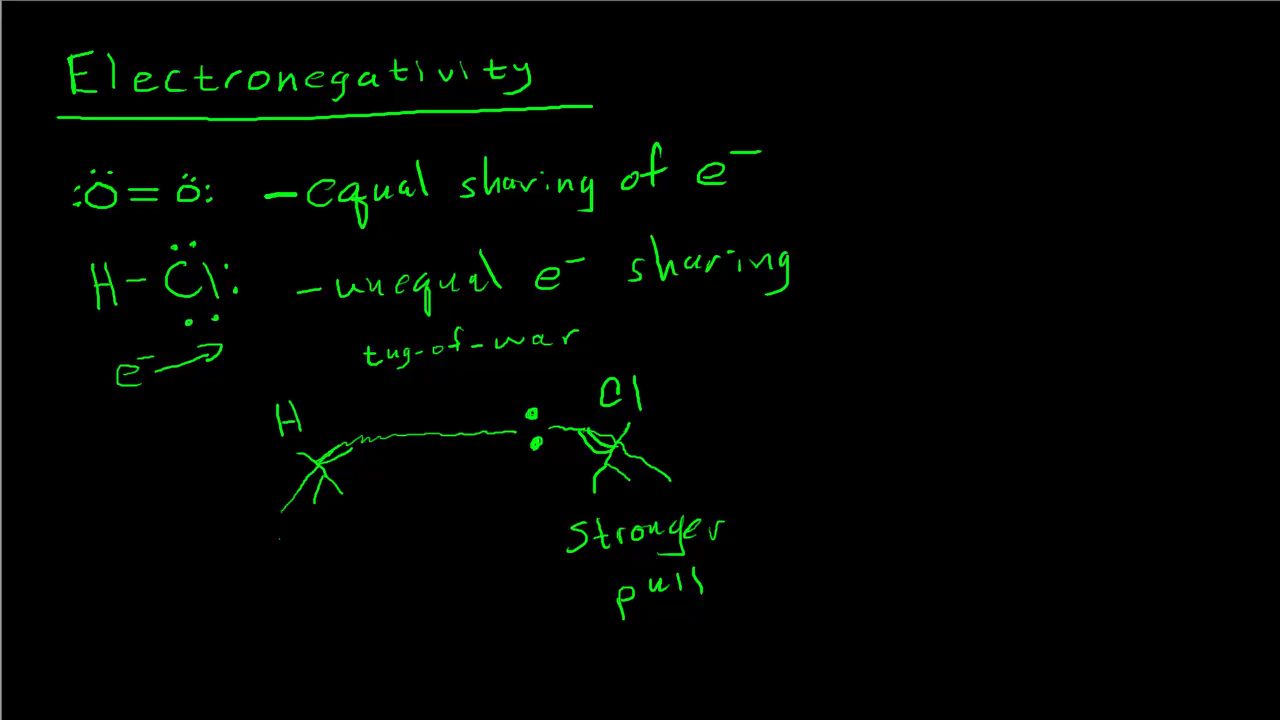 Electronegativity
:Ö=Ö: - equal sharing of e⁻
H-C̈l: - unequal e⁻ sharing
e⁻→ tug-of-war
H : Cl
Stronger
pull